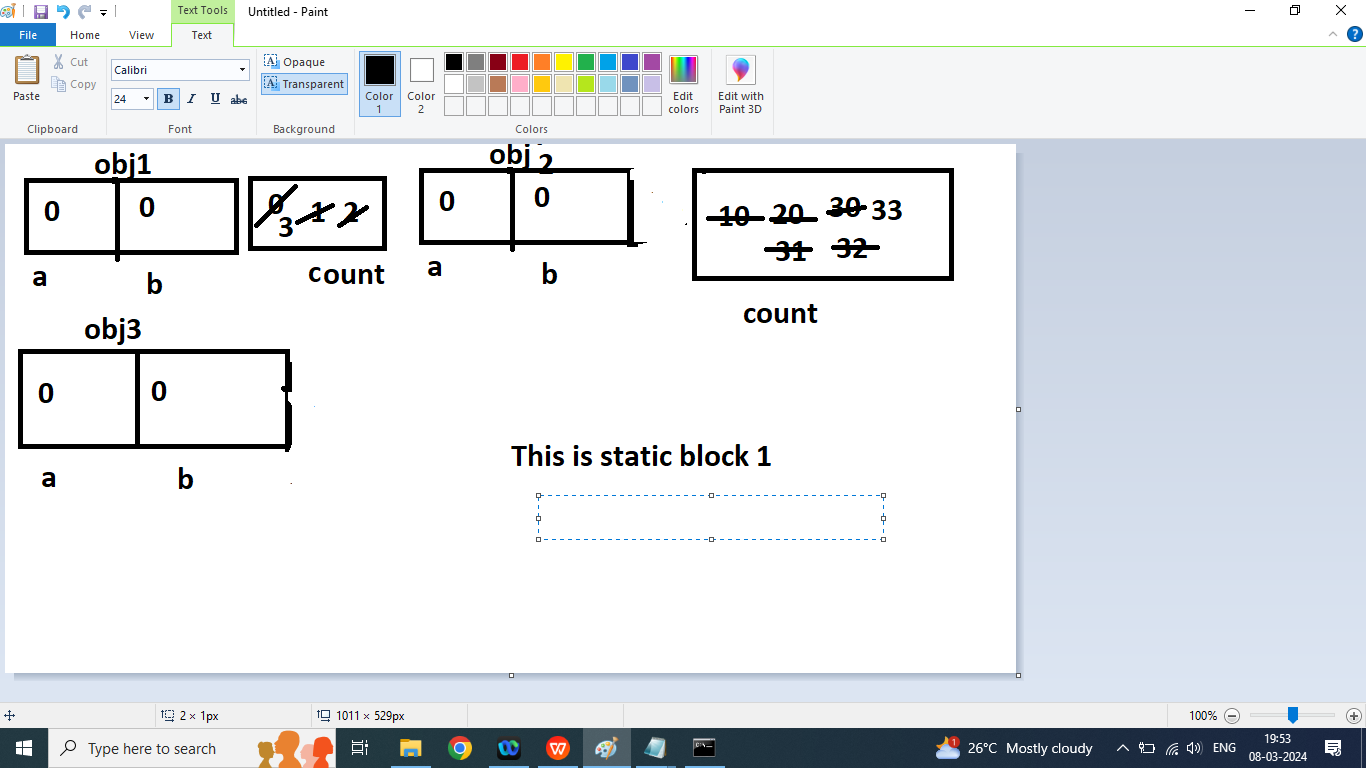 Text Tools
Untitled - Paint
File Home View Text
Paste
Cut
Copy
Clipboard
Calibri
24 B I U abc
Font
Opaque
Transparent
Background
Color 1
Color 2
Edit colors
Colors
Edit with Paint 3D
obj1
obj 2
0 0
0 1 2
3
0 0
10 20 30 33
31 32
a b
count
a b
count
obj3
0 0
a b
This is static block 1
2 × 1px
1011 × 529px
100%
Type here to search
26°C Mostly cloudy
ENG
19:53
08-03-2024